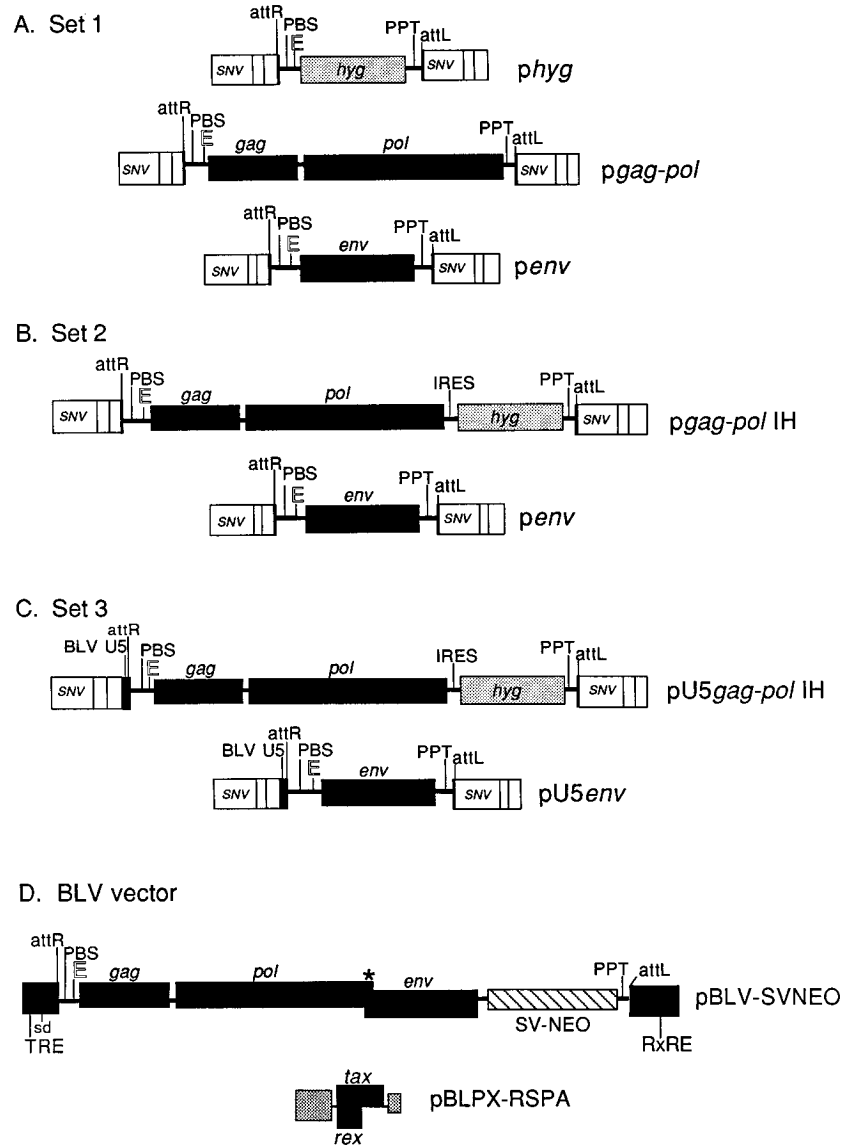 A. Set 1
attR PBS E PPT attL
SNV hyg SNV phyg
attR PBS E gag pol PPT attL
SNV SNV pgag-pol
attR PBS E env PPT attL
SNV SNV penv
B. Set 2
attR PBS E gag pol IRES PPT attL
SNV hyg SNV pgag-pol IH
attR PBS E env PPT attL
SNV SNV penv
C. Set 3
BLV U5 attR PBS E gag pol IRES PPT attL
SNV hyg SNV pU5gag-pol IH
BLV U5 attR PBS E env PPT attL
SNV SNV pU5env
D. BLV vector
attR PBS E gag pol * env PPT attL
pBLV-SVNEO
sd SV-NEO
TRE RxRE
tax
pBLPX-RSPA
rex